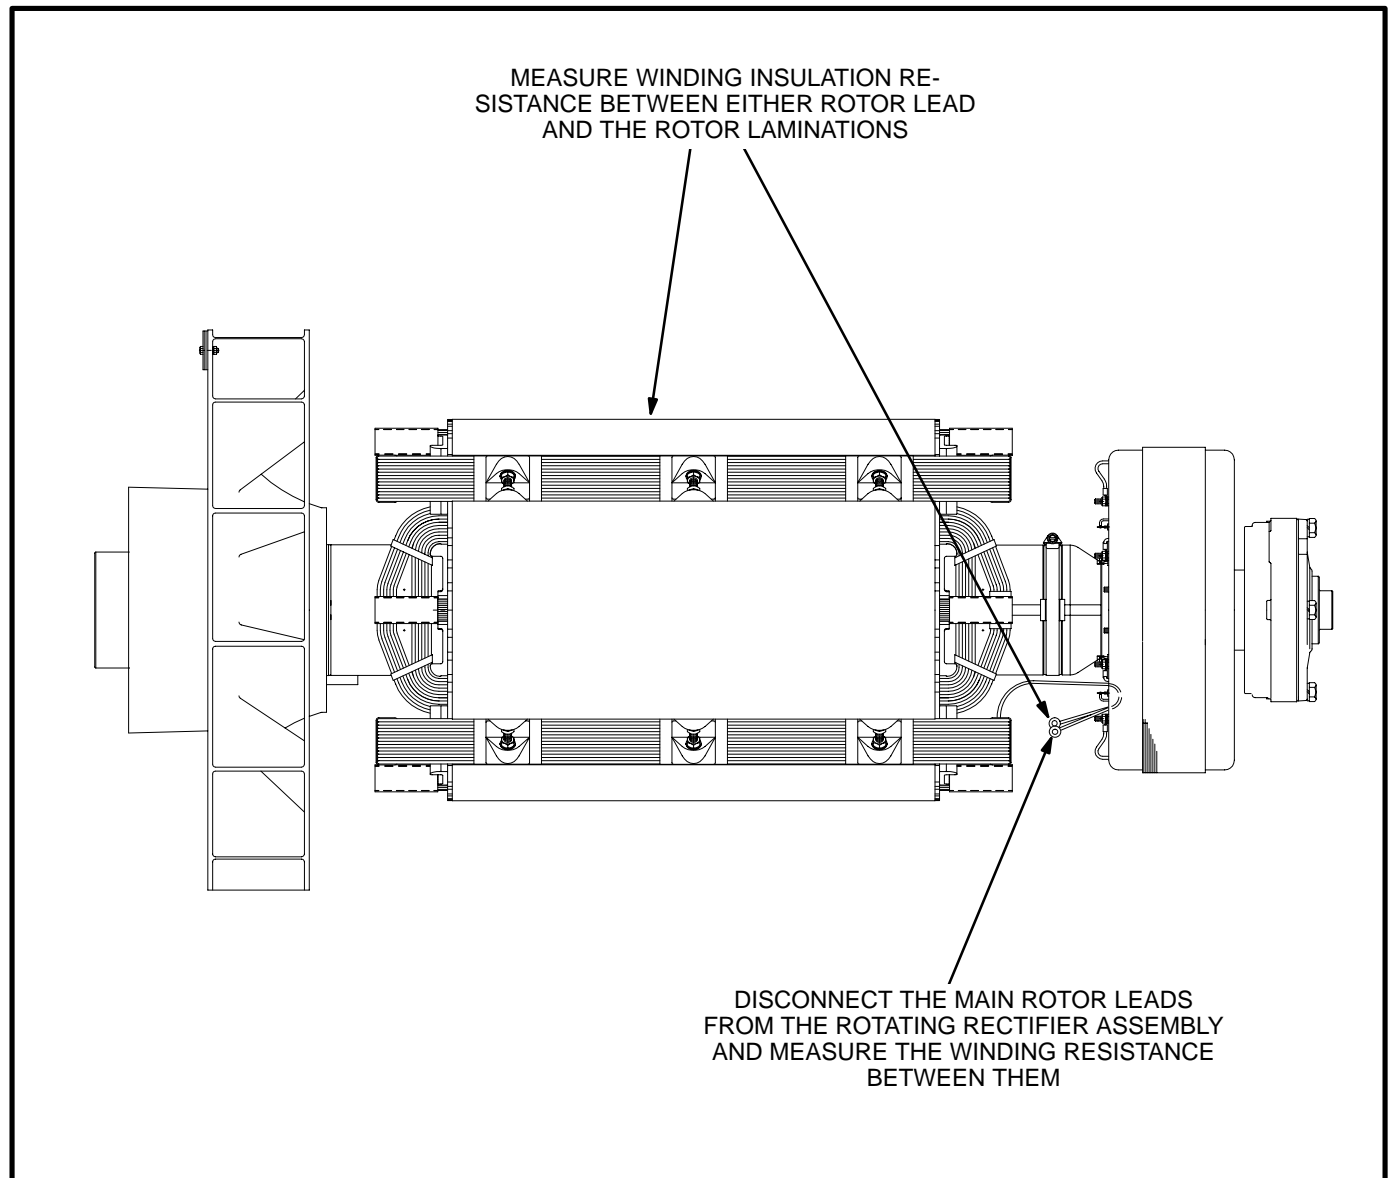 MEASURE WINDING INSULATION RE-
SISTANCE BETWEEN EITHER ROTOR LEAD
AND THE ROTOR LAMINATIONS
DISCONNECT THE MAIN ROTOR LEADS
FROM THE ROTATING RECTIFIER ASSEMBLY
AND MEASURE THE WINDING RESISTANCE
BETWEEN THEM